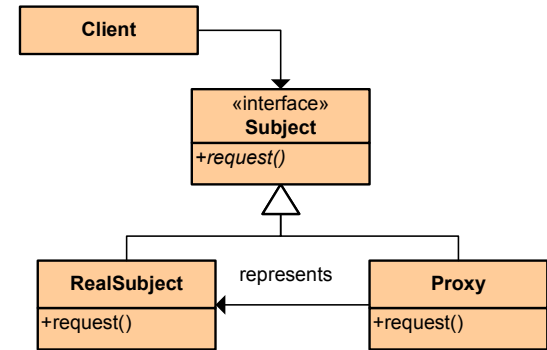 Client
«interface»
Subject
+request()
RealSubject
represents
Proxy
+request()
+request()